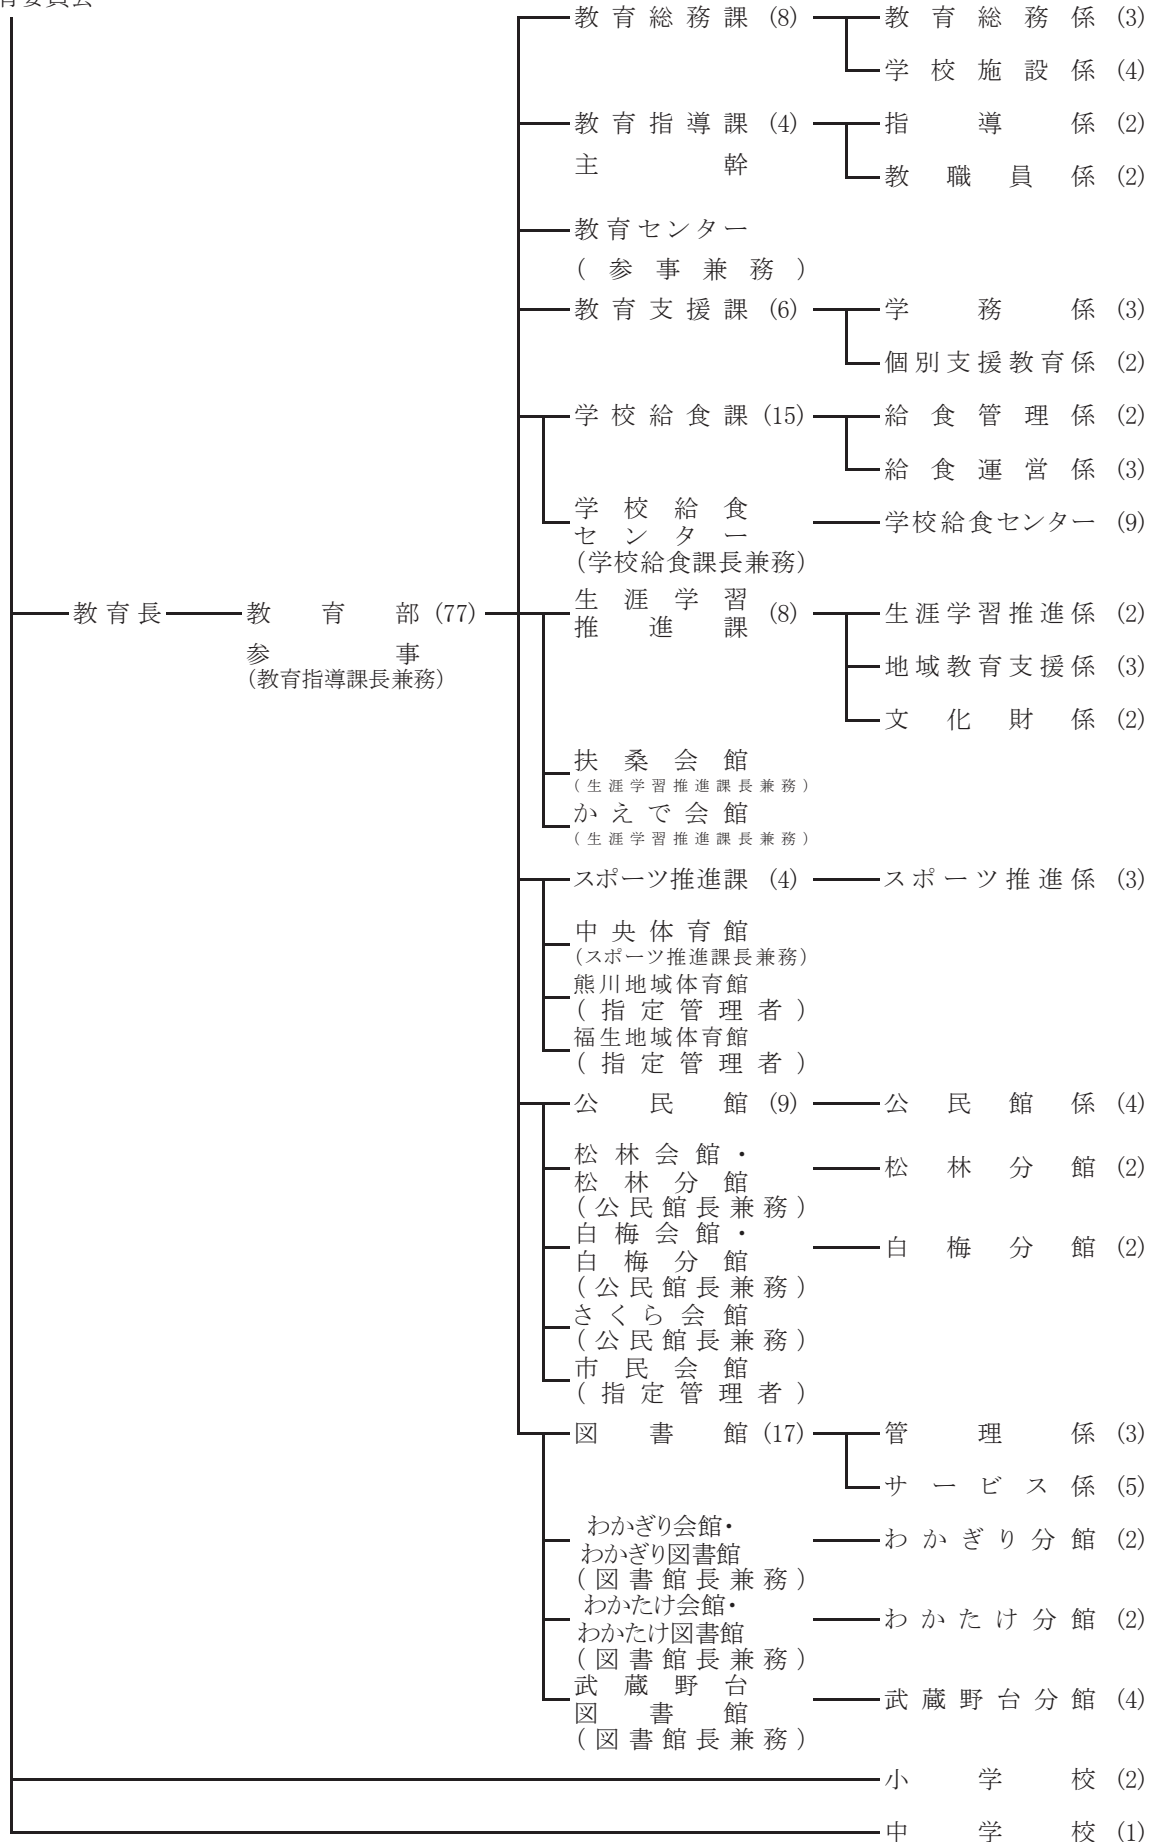 教育総務課 (8) 教育総務係 (3)
学校施設係 (4)
教育指導課 (4) 指導係 (2)
主幹
教職員係 (2)
教育センター
(参事兼務)
教育支援課 (6) 学務係 (3)
個別支援教育係 (2)
学校給食課 (15) 給食管理係 (2)
給食運営係 (3)
学校給食
センター
(学校給食課長兼務)
学校給食センター (9)
教育長 教育部 (77)
参事
(教育指導課長兼務)
生涯学習
推進課
(8)
生涯学習推進係 (2)
地域教育支援係 (3)
文化財係 (2)
扶桑会館
(生涯学習推進課長兼務)
かえで会館
(生涯学習推進課長兼務)
スポーツ推進課 (4) スポーツ推進係 (3)
中央体育館
(スポーツ推進課長兼務)
熊川地域体育館
(指定管理者)
福生地域体育館
(指定管理者)
公民館 (9) 公民館係 (4)
松林会館・
松林分館
(公民館長兼務)
松林分館 (2)
白梅会館・
白梅分館
(公民館長兼務)
白梅分館 (2)
さくら会館
(公民館長兼務)
市民会館
(指定管理者)
図書館 (17) 管理係 (3)
サービス係 (5)
わかぎり会館・
わかぎり図書館
(図書館長兼務)
わかぎり分館 (2)
わかたけ会館・
わかたけ図書館
(図書館長兼務)
わかたけ分館 (2)
武蔵野台
図書館
(図書館長兼務)
武蔵野台分館 (4)
小学校 (2)
中学校 (1)